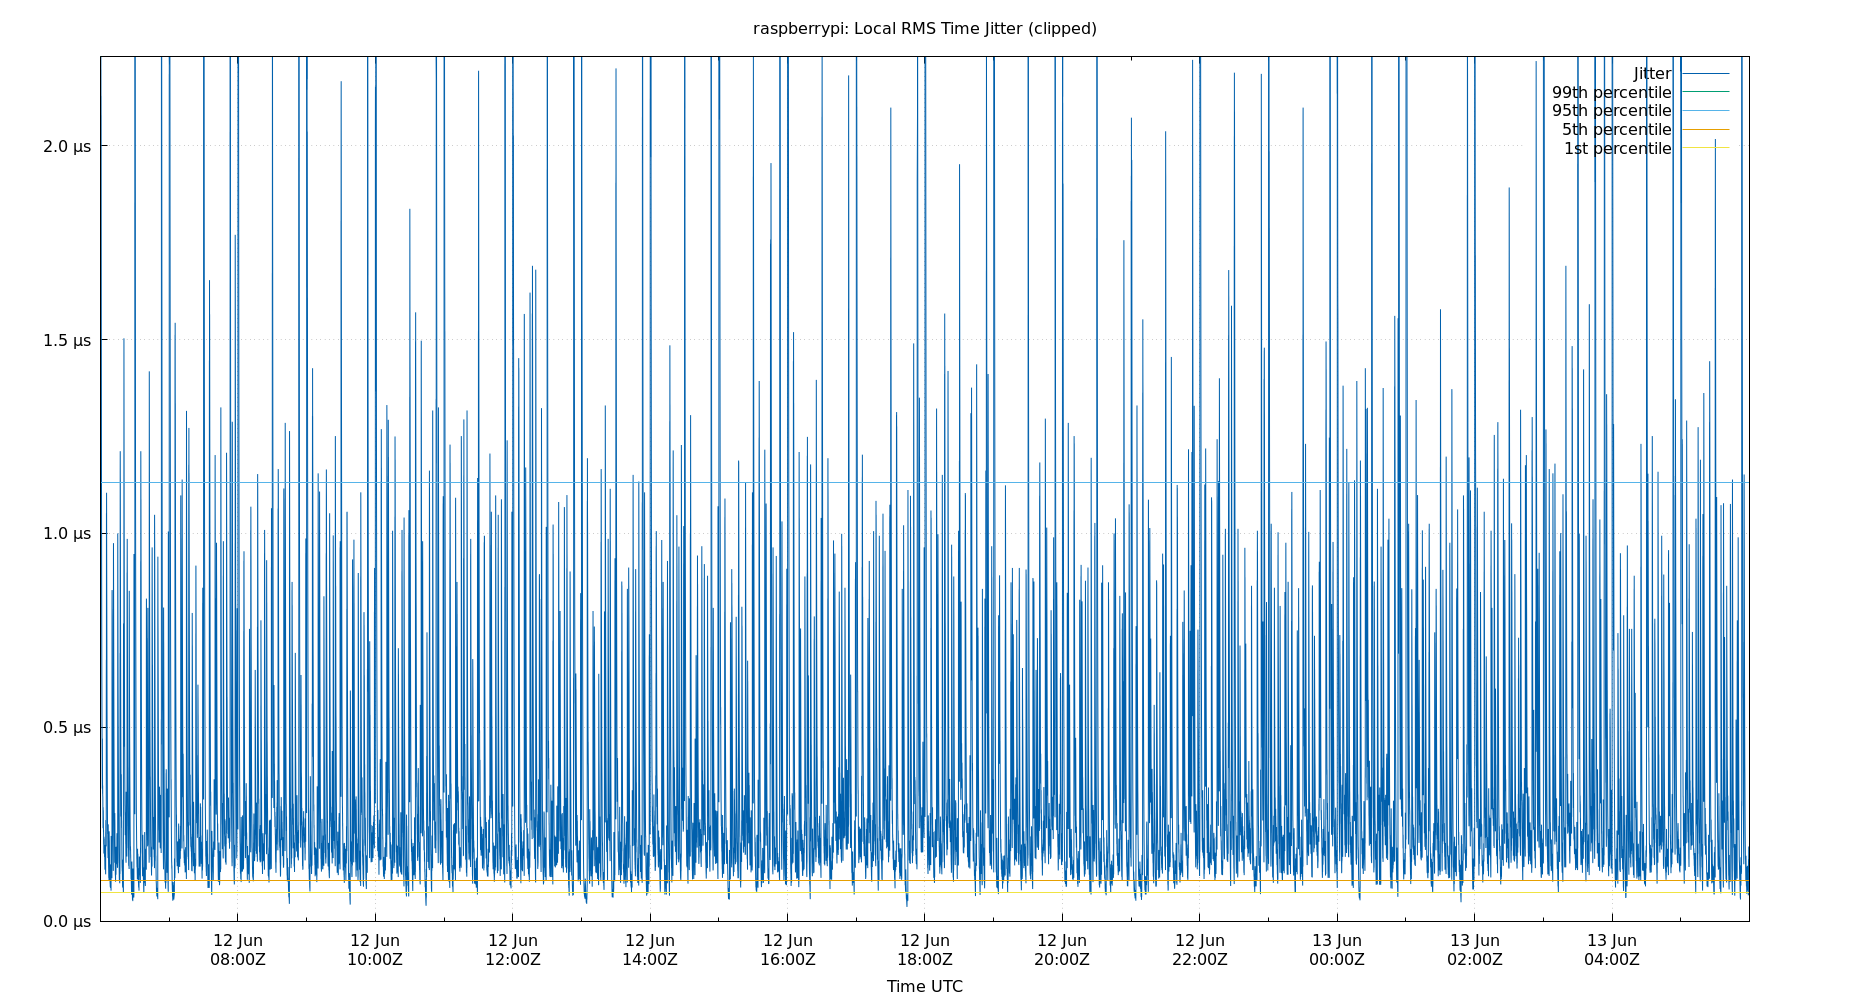 raspberrypi: Local RMS Time Jitter (clipped)
Jitter
99th percentile
95th percentile
5th percentile
1st percentile
2.0 µs
1.5 µs
1.0 µs
0.5 µs
0.0 µs
12 Jun 12 Jun 12 Jun 12 Jun 12 Jun 12 Jun 12 Jun 12 Jun 13 Jun 13 Jun 13 Jun
08:00Z 10:00Z 12:00Z 14:00Z 16:00Z 18:00Z 20:00Z 22:00Z 00:00Z 02:00Z 04:00Z
Time UTC